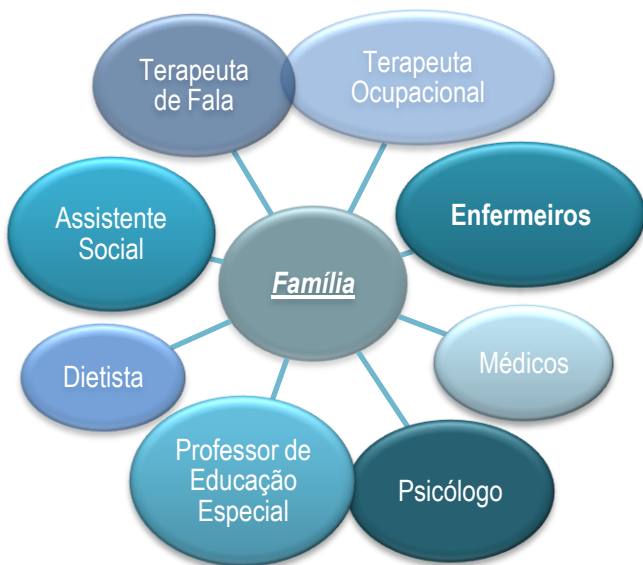 Terapeuta
de Fala
Terapeuta
Ocupacional
Assistente
Social
Enfermeiros
Família
Dietista
Médicos
Professor de
Educação
Especial
Psicólogo